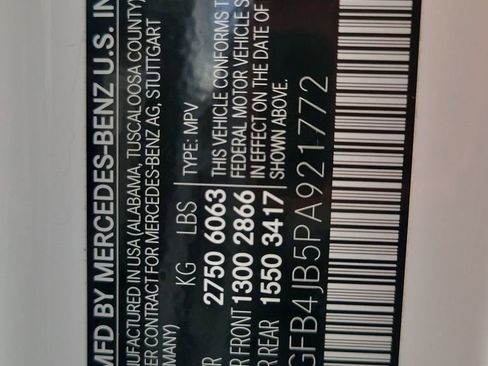 MFD BY MERCEDES-BENZ U.S. IN
NUFACTURED IN USA (ALABAMA, TUSCALOOSA COUNTY)
ER CONTRACT FOR MERCEDES-BENZ AG, STUTTGART
MANY)
KG LBS TYPE: MPV
R 2750 6063 THIS VEHICLE CONFORMS T
R FRONT 1300 2866 FEDERAL MOTOR VEHICLE S
R REAR 1550 3417 IN EFFECT ON THE DATE OF
SHOWN ABOVE.
GFB4JB5PA921772